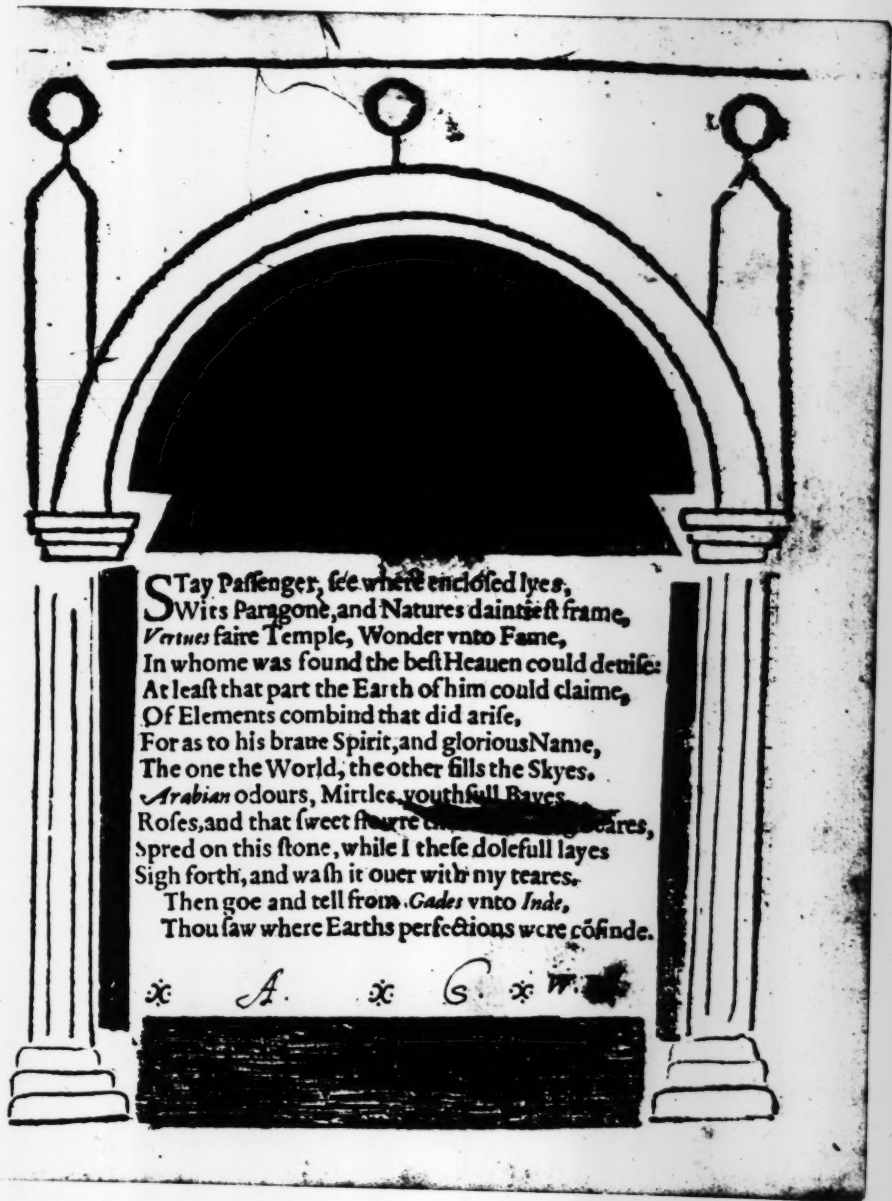 STay Paſſenger, ſée where encloſed lyes,
Wits Paragone, and Natures daintieſt frame,
Vertues faire Temple, Wonder vnto Fame,
In whome was found the beſt Heauen could deuiſe:
At leaſt that part the Earth of him could claime,
Of Elements combind that did ariſe,
For as to his braue Spirit, and glorious Name,
The one the World, the other fills the Skyes.
Arabian odours, Mirtles, youthfull Bayes
Roſes, and that ſweet
Spred on this ſtone, while I theſe dolefull layes
Sigh forth, and waſh it ouer with my teares.
Then goe and tell from Gades vnto Inde,
Thou ſaw where Earths perfections were cōfinde.
A. G. W